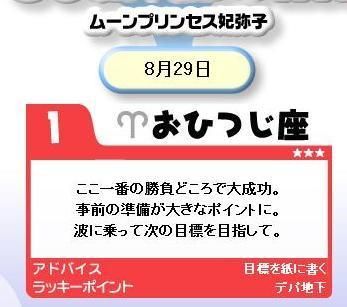 ムーンプリンセス妃弥子
8月29日
1 ♈おひつじ座
★★★
ここ一番の勝負どころで大成功。
事前の準備が大きなポイントに。
波に乗って次の目標を目指して。
アドバイス 目標を紙に書く
ラッキーポイント デパ地下